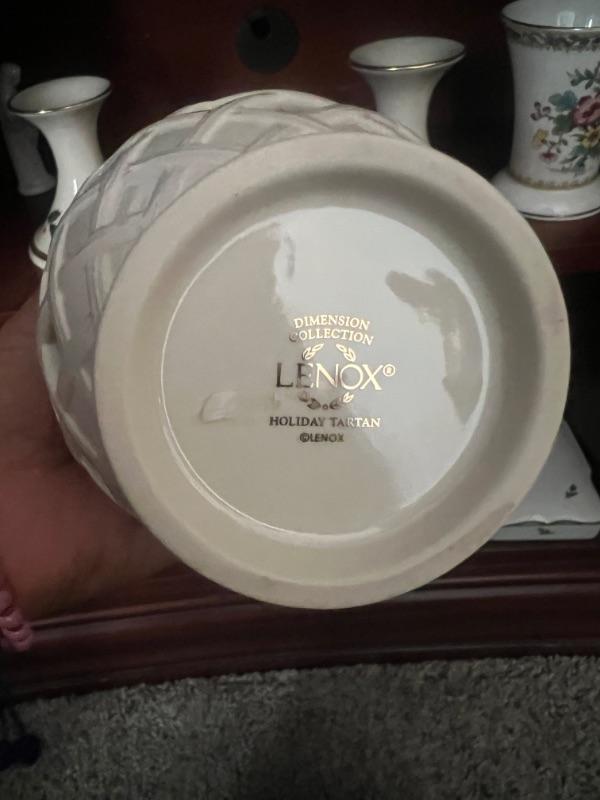 DIMENSION
COLLECTION
LENOX®
HOLIDAY TARTAN
©LENOX